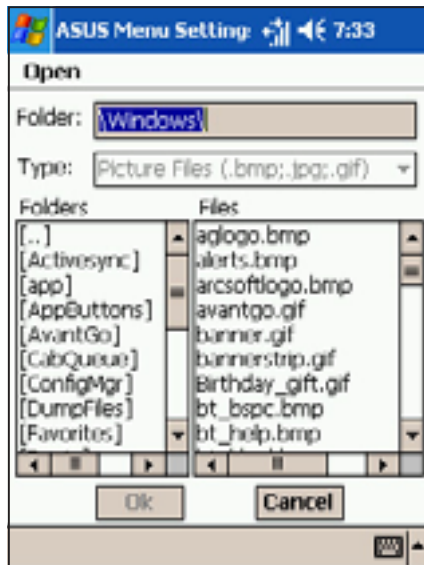 ASUS Menu Setting: 7:33
Open
Folder: \Windows\
Type: Picture Files (.bmp;.jpg;.gif)
Folders Files
[..] aglogo.bmp
[Activesync] alerts.bmp
[app] arcsoftlogo.bmp
[AppButtons] avantgo.gif
[AvantGo] banner.gif
[CabQueue] bannerstrip.gif
[ConfigMgr] Birthday_gift.gif
[DumpFiles] bt_bspc.bmp
[Favorites] bt_help.bmp
Ok Cancel